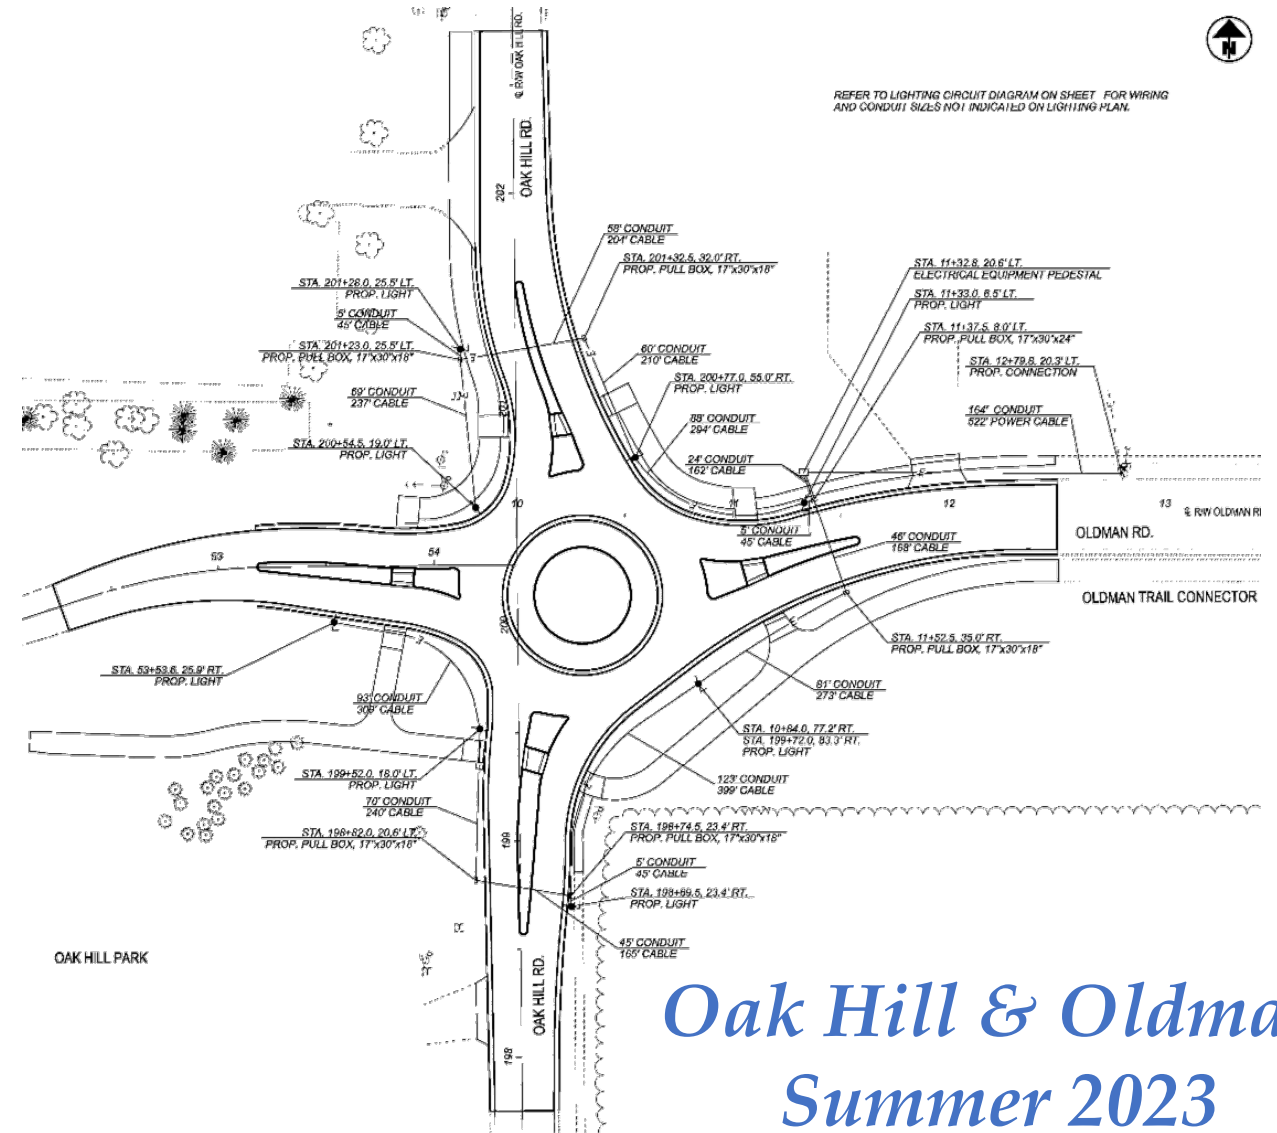 ℄ R/W OAK HILL RD.
N
REFER TO LIGHTING CIRCUIT DIAGRAM ON SHEET FOR WIRING
AND CONDUIT SIZES NOT INDICATED ON LIGHTING PLAN.
OAK HILL RD.
202
58' CONDUIT
204' CABLE
STA. 201+32.5, 32.0' RT.
PROP. PULL BOX, 17"x30"x18"
STA. 11+32.8, 20.6' LT.
ELECTRICAL EQUIPMENT PEDESTAL
STA. 201+28.0, 25.5' LT.
PROP. LIGHT
STA. 11+33.0, 6.5' LT.
PROP. LIGHT
5' CONDUIT
45' CABLE
STA. 11+37.5, 8.0' LT.
PROP. PULL BOX, 17"x30"x24"
STA. 201+23.0, 25.5' LT.
PROP. PULL BOX, 17"x30"x18"
60' CONDUIT
210' CABLE
STA. 12+79.8, 20.3' LT.
PROP. CONNECTION
STA. 200+77.0, 55.0' RT.
PROP. LIGHT
69' CONDUIT
237' CABLE
201
164' CONDUIT
522' POWER CABLE
88' CONDUIT
294' CABLE
STA. 200+54.5, 19.0' LT.
PROP. LIGHT
24' CONDUIT
162' CABLE
10
11
12
13
℄ R/W OLDMAN
5' CONDUIT
45' CABLE
OLDMAN RD.
46' CONDUIT
168' CABLE
53
54
OLDMAN TRAIL CONNECTOR
200
STA. 11+52.5, 35.0' RT.
PROP. PULL BOX, 17"x30"x18"
STA. 53+53.6, 25.9' RT.
PROP. LIGHT
81' CONDUIT
273' CABLE
93' CONDUIT
309' CABLE
STA. 10+84.0, 77.2' RT.
STA. 199+72.0, 83.3' RT.
PROP. LIGHT
STA. 199+52.0, 18.0' LT.
PROP. LIGHT
123' CONDUIT
399' CABLE
70' CONDUIT
240' CABLE
STA. 198+82.0, 20.6' LT.
PROP. PULL BOX, 17"x30"x18"
199
STA. 198+74.5, 23.4' RT.
PROP. PULL BOX, 17"x30"x18"
5' CONDUIT
45' CABLE
STA. 198+69.5, 23.4' RT.
PROP. LIGHT
45' CONDUIT
165' CABLE
OAK HILL PARK
OAK HILL RD.
198
Oak Hill & Oldma
Summer 2023